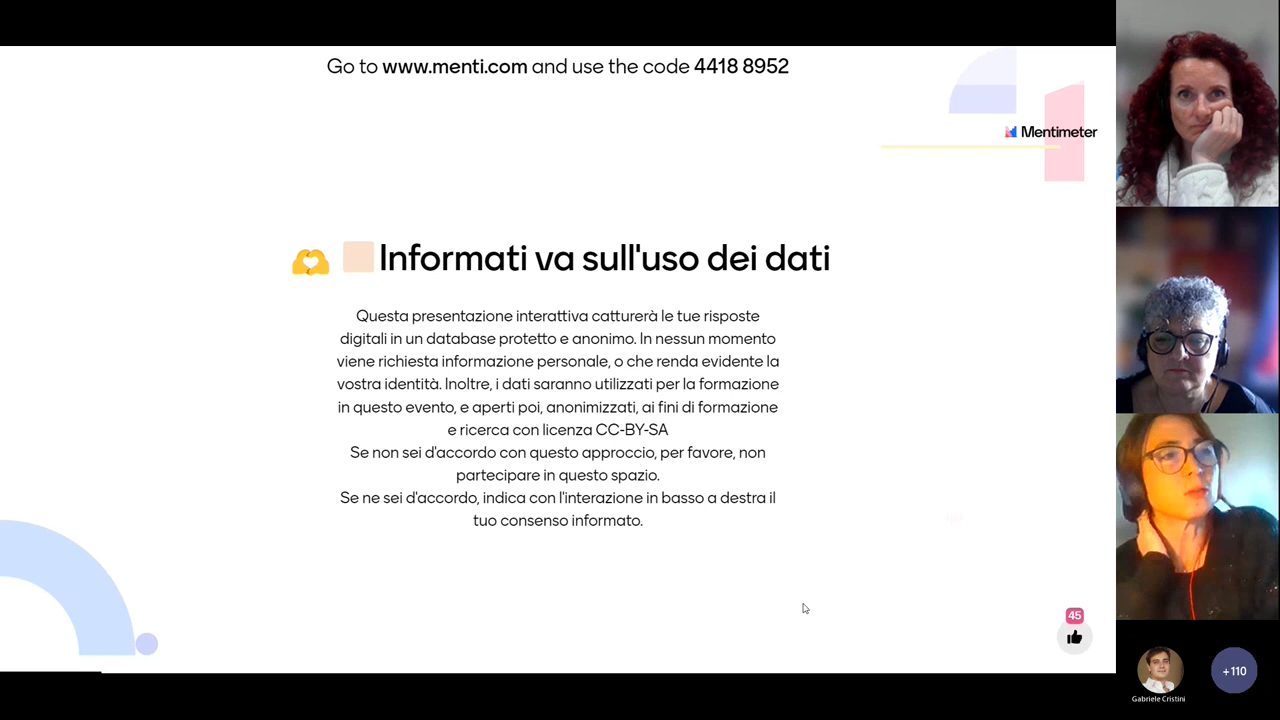 Go to www.menti.com and use the code 4418 8952
Mentimeter
Informati va sull'uso dei dati
Questa presentazione interattiva catturerà le tue risposte
digitali in un database protetto e anonimo. In nessun momento
viene richiesta informazione personale, o che renda evidente la
vostra identità. Inoltre, i dati saranno utilizzati per la formazione
in questo evento, e aperti poi, anonimizzati, ai fini di formazione
e ricerca con licenza CC-BY-SA
Se non sei d'accordo con questo approccio, per favore, non
partecipare in questo spazio.
Se ne sei d'accordo, indica con l'interazione in basso a destra il
tuo consenso informato.
45
Gabriele Cristini
+110